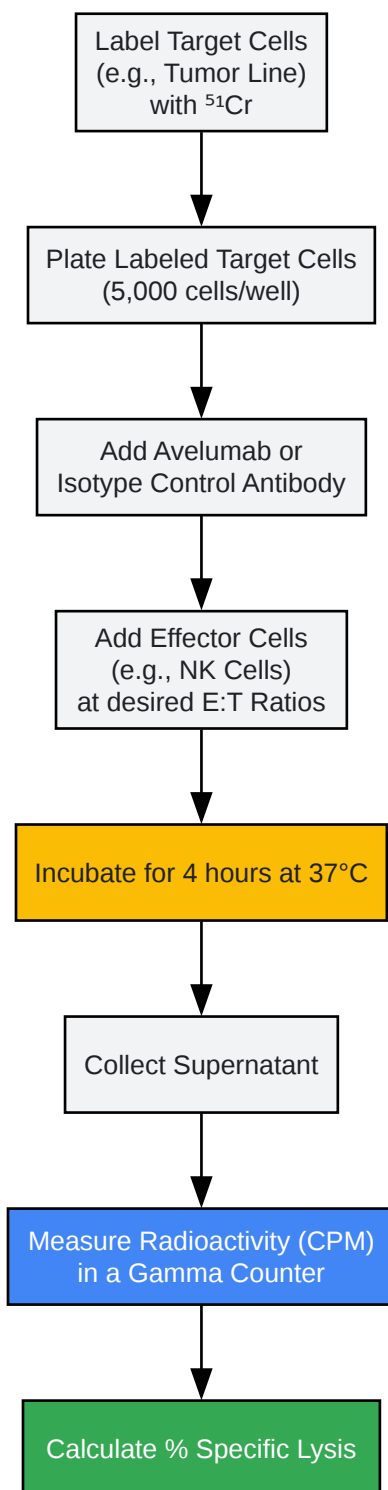 Label Target Cells
(e.g., Tumor Line)
with ⁵¹Cr
Plate Labeled Target Cells
(5,000 cells/well)
Add Avelumab or
Isotype Control Antibody
Add Effector Cells
(e.g., NK Cells)
at desired E:T Ratios
Incubate for 4 hours at 37°C
Collect Supernatant
Measure Radioactivity (CPM)
in a Gamma Counter
Calculate % Specific Lysis